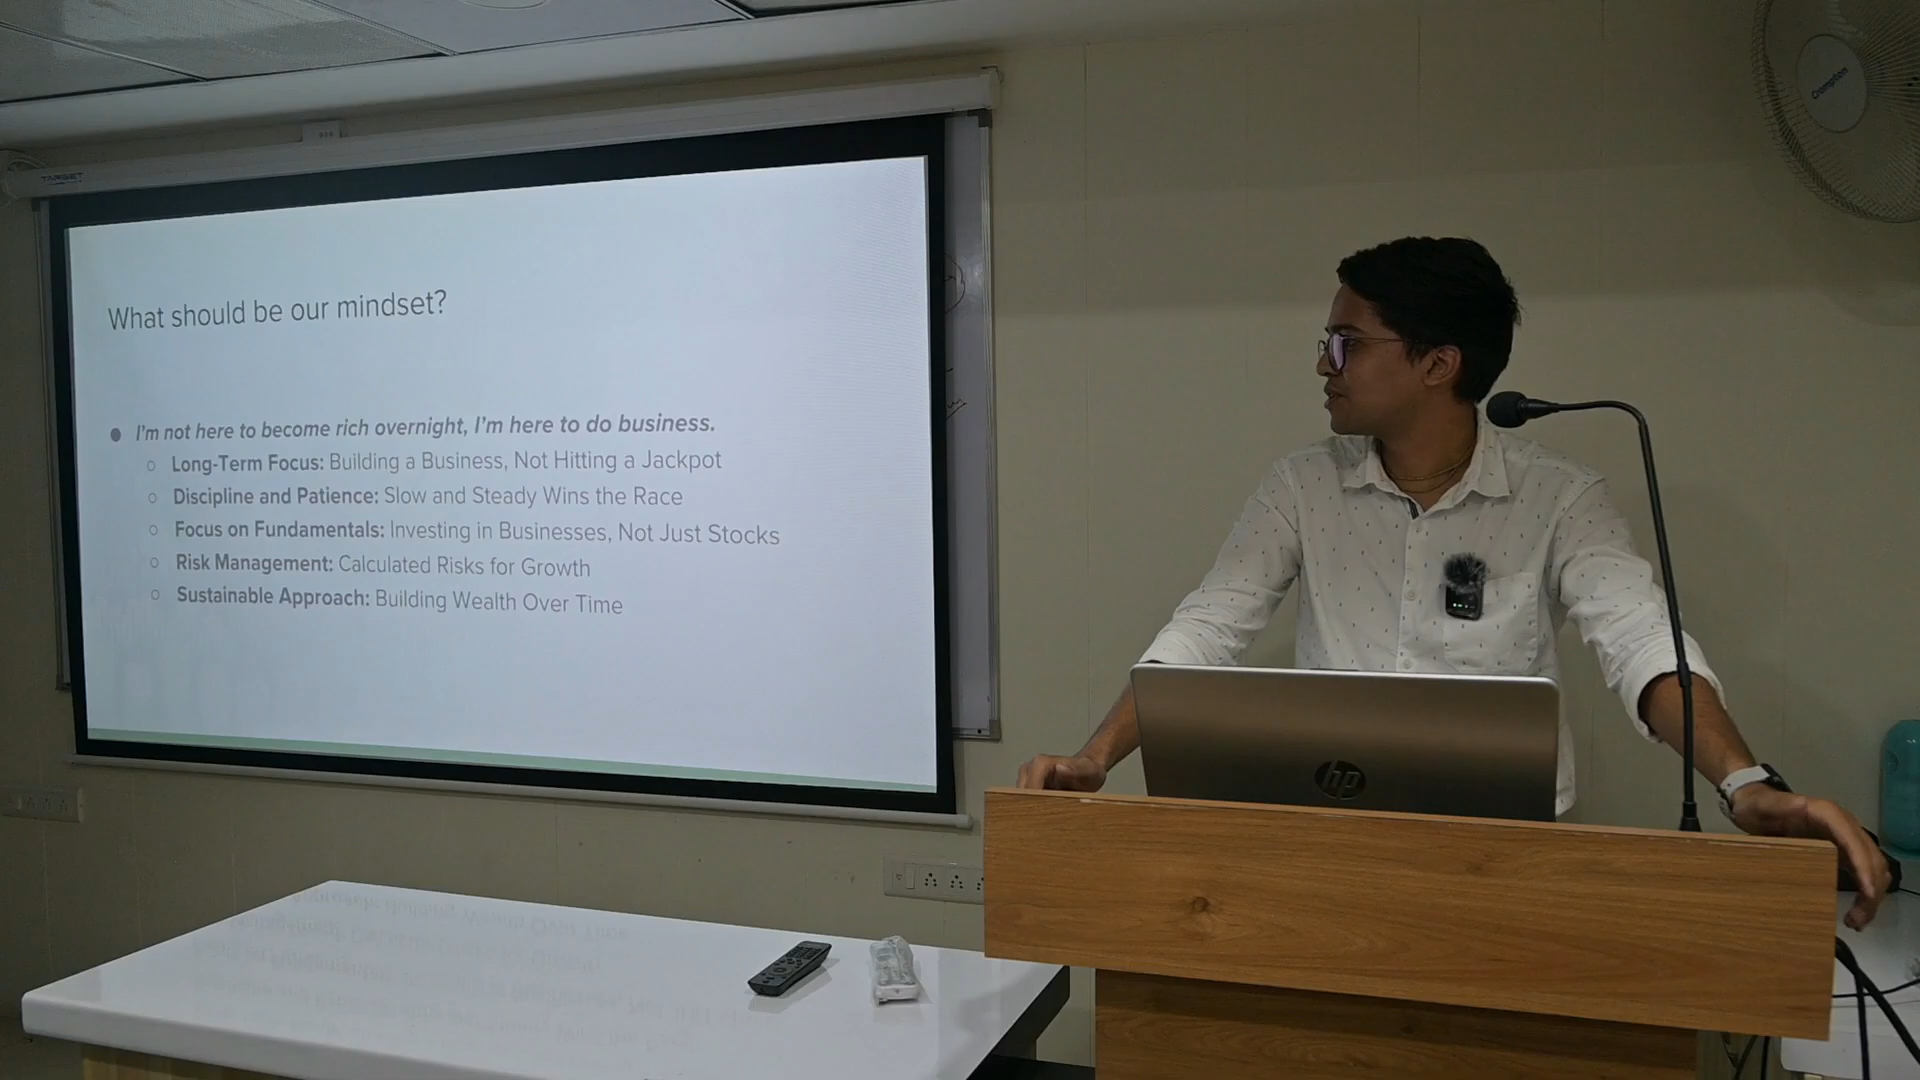 TARGET
What should be our mindset?
● I'm not here to become rich overnight, I'm here to do business.
○ Long-Term Focus: Building a Business, Not Hitting a Jackpot
○ Discipline and Patience: Slow and Steady Wins the Race
○ Focus on Fundamentals: Investing in Businesses, Not Just Stocks
○ Risk Management: Calculated Risks for Growth
○ Sustainable Approach: Building Wealth Over Time
Crompton
hp